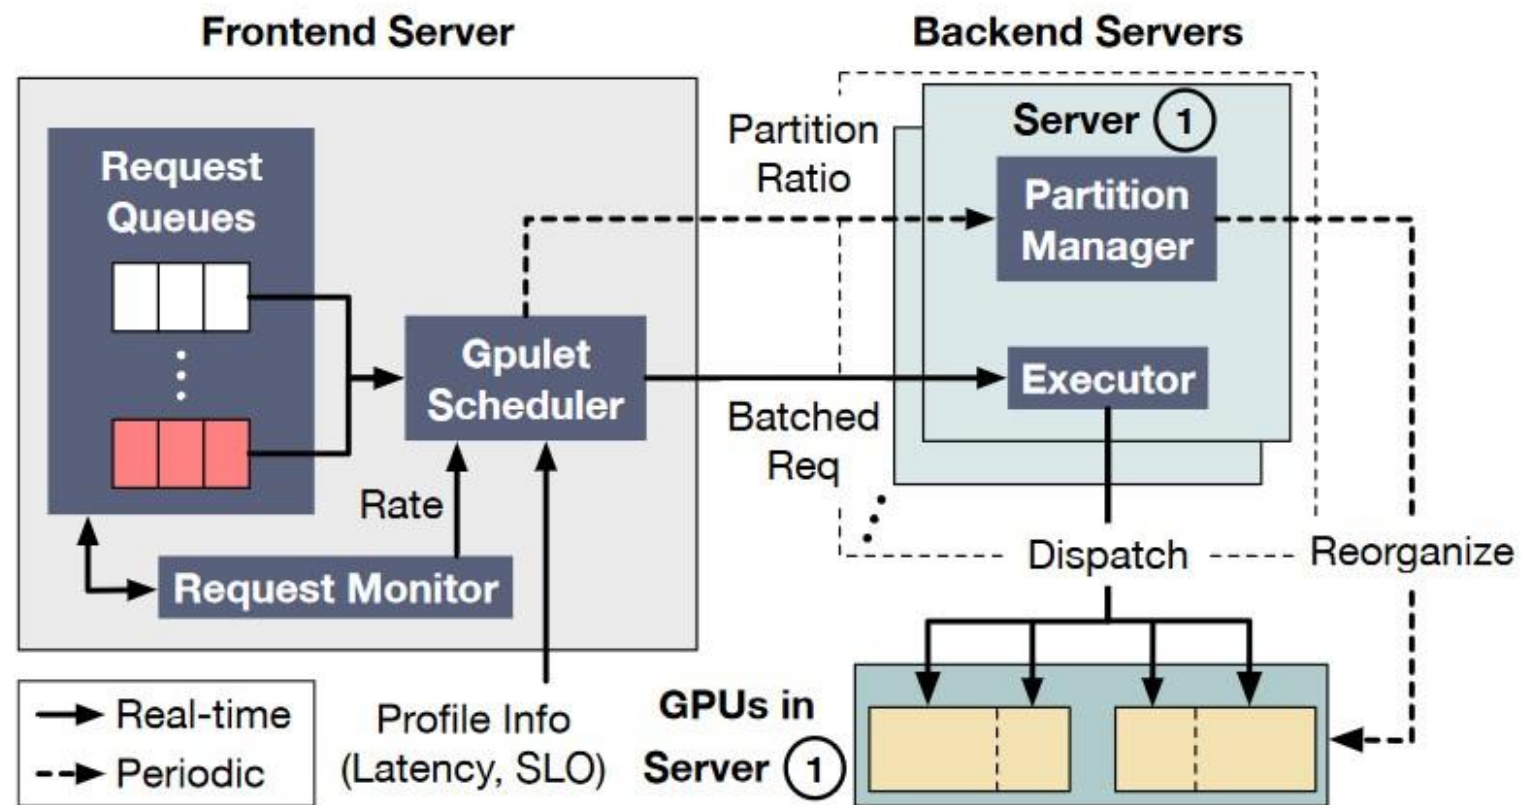 Frontend Server
Request
Queues
Gpulet
Scheduler
Rate
Request Monitor
Real-time
Periodic
Profile Info
(Latency, SLO)
Backend Servers
Partition
Ratio
Server 1
Partition
Manager
Executor
Batched
Req
Dispatch
Reorganize
GPUs in
Server 1